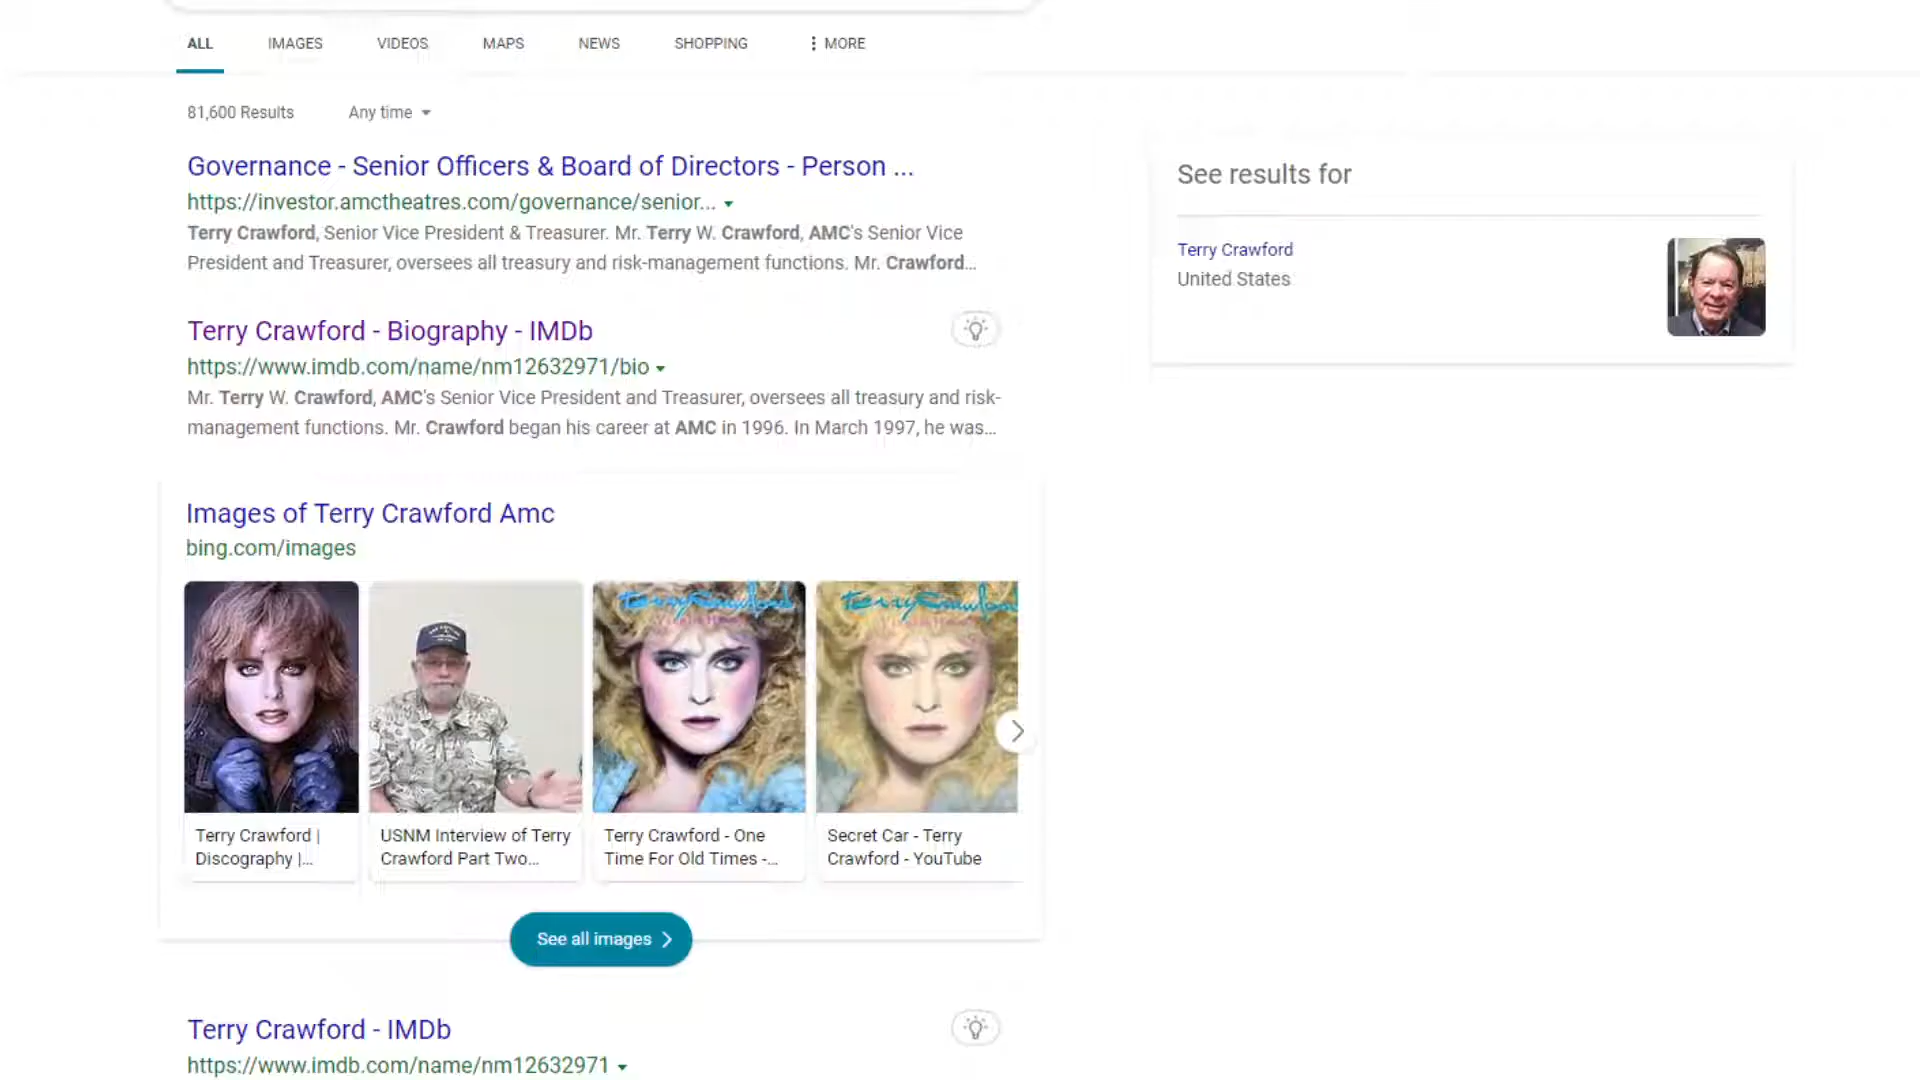 ALL IMAGES VIDEOS MAPS NEWS SHOPPING MORE
81,600 Results Any time
Governance - Senior Officers & Board of Directors - Person ...
https://investor.amctheatres.com/governance/senior...
Terry Crawford, Senior Vice President & Treasurer. Mr. Terry W. Crawford, AMC's Senior Vice
President and Treasurer, oversees all treasury and risk-management functions. Mr. Crawford...
Terry Crawford - Biography - IMDb
https://www.imdb.com/name/nm12632971/bio
Mr. Terry W. Crawford, AMC's Senior Vice President and Treasurer, oversees all treasury and risk-
management functions. Mr. Crawford began his career at AMC in 1996. In March 1997, he was...
Images of Terry Crawford Amc
bing.com/images
Terry Crawford
Terry Crawford |
Discography |...
USNM Interview of Terry
Crawford Part Two...
Terry Crawford - One
Time For Old Times -...
Secret Car - Terry
Crawford - YouTube
See all images
Terry Crawford - IMDb
https://www.imdb.com/name/nm12632971
See results for
Terry Crawford
United States